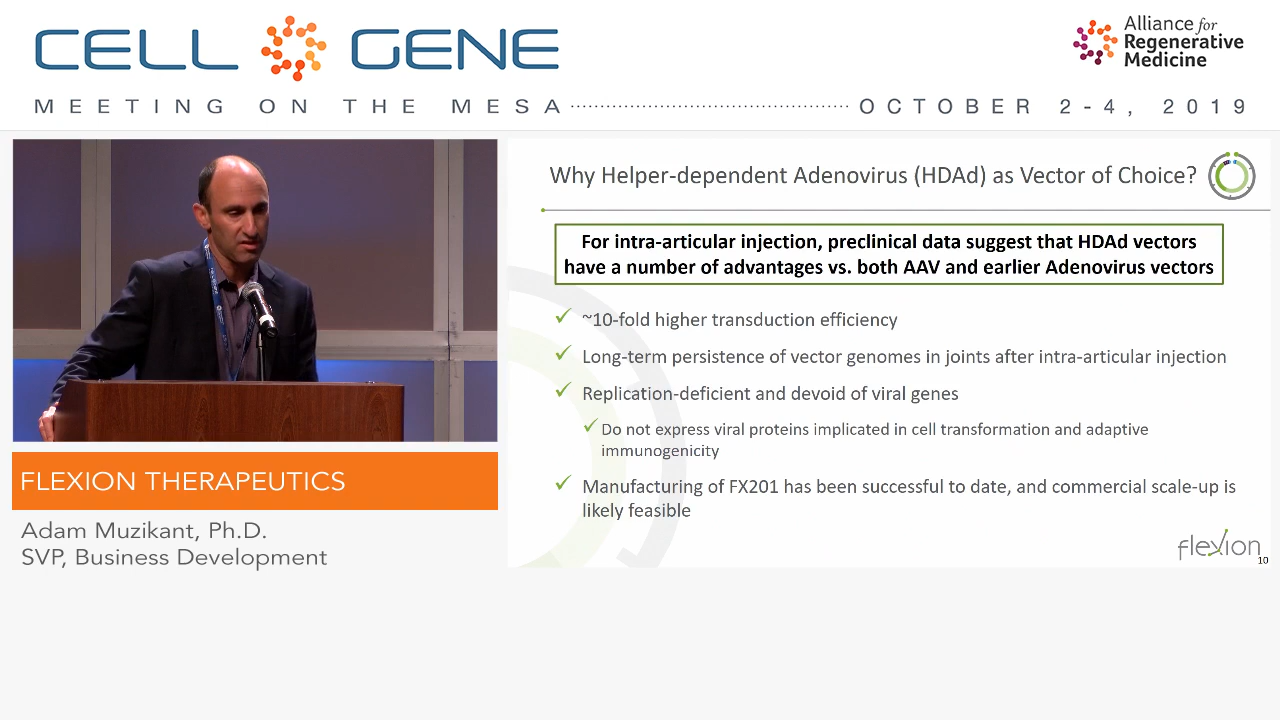 CELL GENE
Alliance for
Regenerative
Medicine
MEETING ON THE MESA
OCTOBER 2-4, 2019
Why Helper-dependent Adenovirus (HDAd) as Vector of Choice?
For intra-articular injection, preclinical data suggest that HDAd vectors
have a number of advantages vs. both AAV and earlier Adenovirus vectors
~10-fold higher transduction efficiency
Long-term persistence of vector genomes in joints after intra-articular injection
Replication-deficient and devoid of viral genes
Do not express viral proteins implicated in cell transformation and adaptive
immunogenicity
Manufacturing of FX201 has been successful to date, and commercial scale-up is
likely feasible
flexion
10
FLEXION THERAPEUTICS
Adam Muzikant, Ph.D.
SVP, Business Development